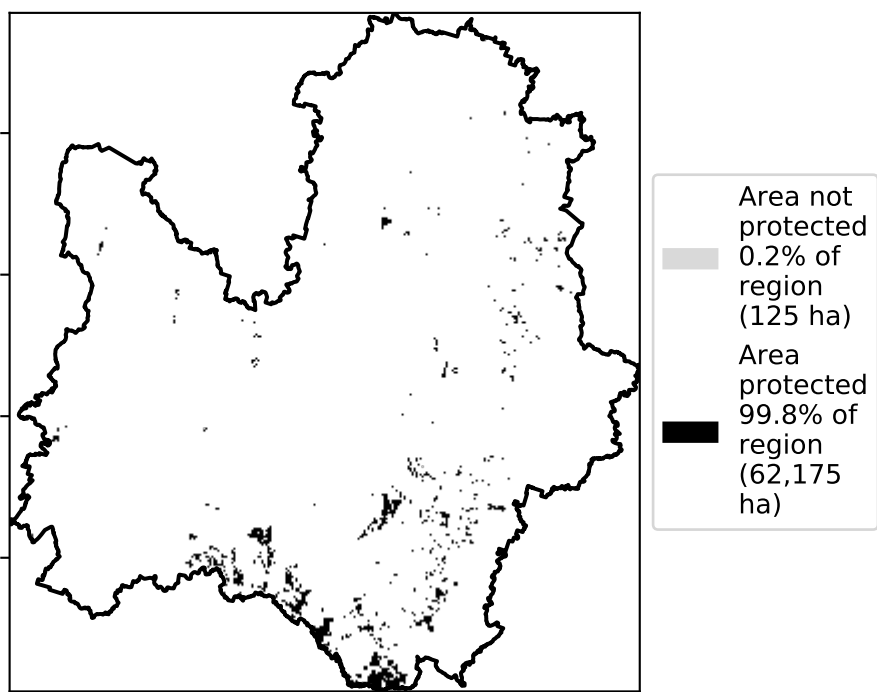 Area not
protected
0.2% of
region
(125 ha)
Area
protected
99.8% of
region
(62,175
ha)